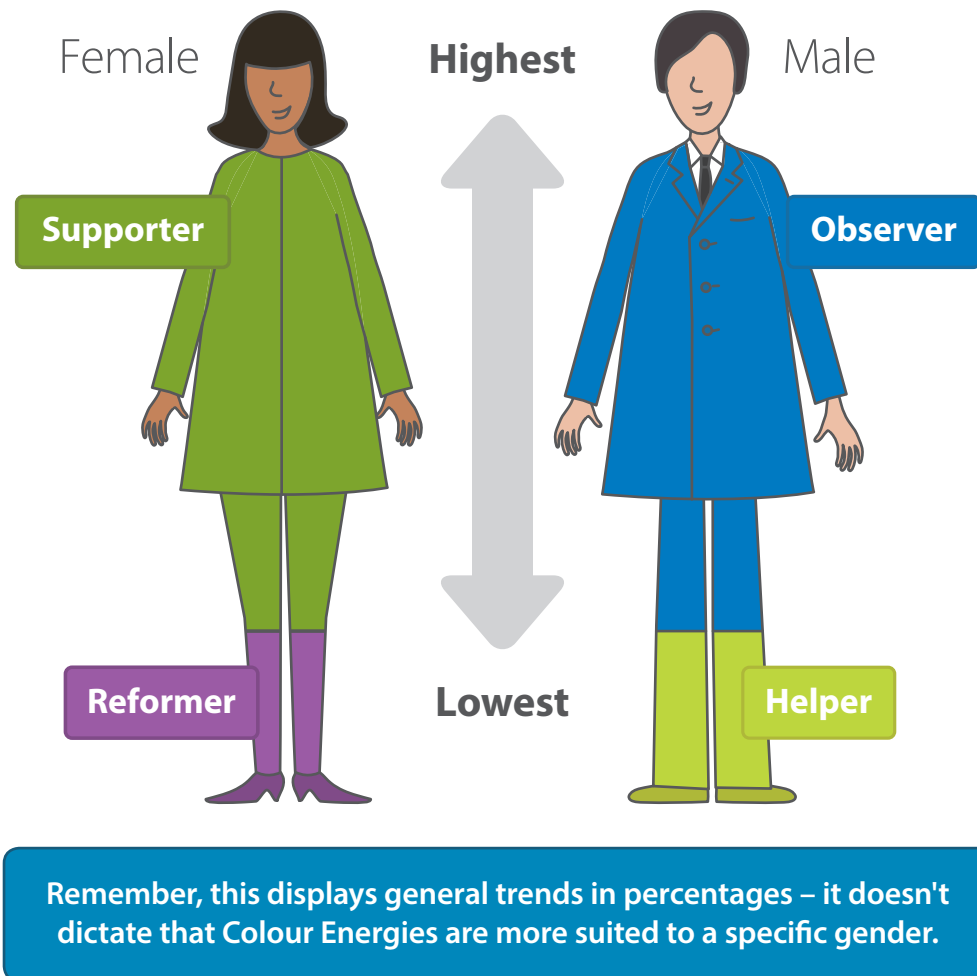 Female
Highest
Male
Supporter
Observer
Reformer
Lowest
Helper
Remember, this displays general trends in percentages – it doesn't
dictate that Colour Energies are more suited to a specific gender.